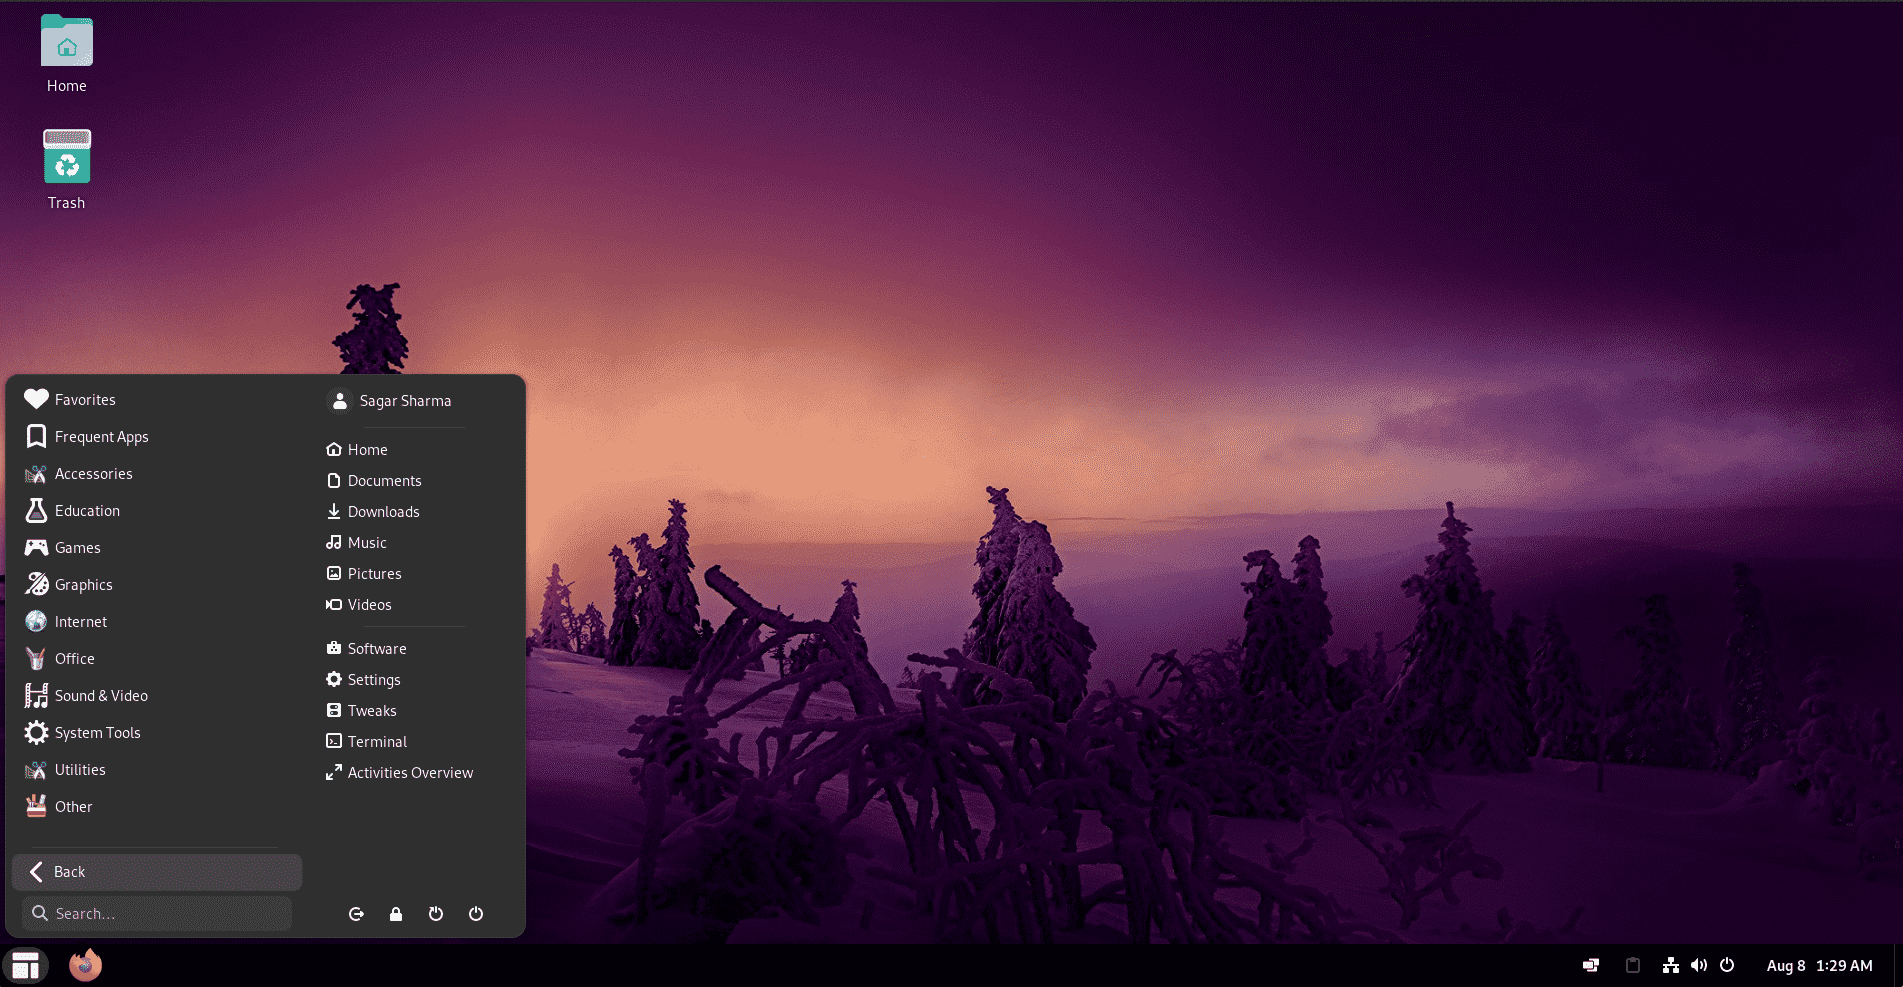 Home
Trash
Favorites
Frequent Apps
Accessories
Education
Games
Graphics
Internet
Office
Sound & Video
System Tools
Utilities
Other
Back
Search...
Sagar Sharma
Home
Documents
Downloads
Music
Pictures
Videos
Software
Settings
Tweaks
Terminal
Activities Overview
Aug 8 1:29 AM